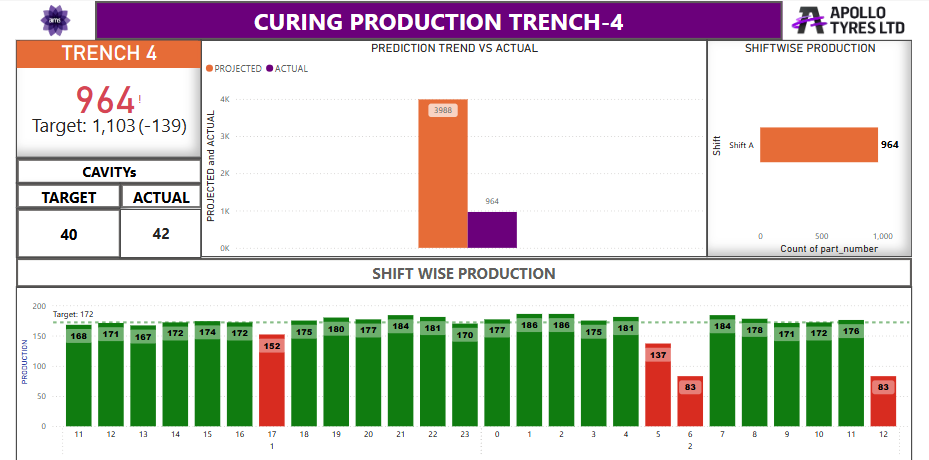 ams
CURING PRODUCTION TRENCH-4
APOLLO
TYRES LTD
TRENCH 4
964!
Target: 1,103 (-139)
CAVITYs
TARGET ACTUAL
40 42
PREDICTION TREND VS ACTUAL
PROJECTED ACTUAL
PROJECTED and ACTUAL
4K
3K
2K
1K
0K
3988
964
SHIFTWISE PRODUCTION
Shift
Shift A
964
0 500 1,000
Count of part_number
SHIFT WISE PRODUCTION
PRODUCTION
200
150
100
50
0
Target: 172
168 171 167 172 174 172 152 175 180 177 184 181 170 177 186 186 175 181 137 83 184 178 171 172 176 83
11 12 13 14 15 16 17 18 19 20 21 22 23 0 1 2 3 4 5 6 7 8 9 10 11 12
1 2